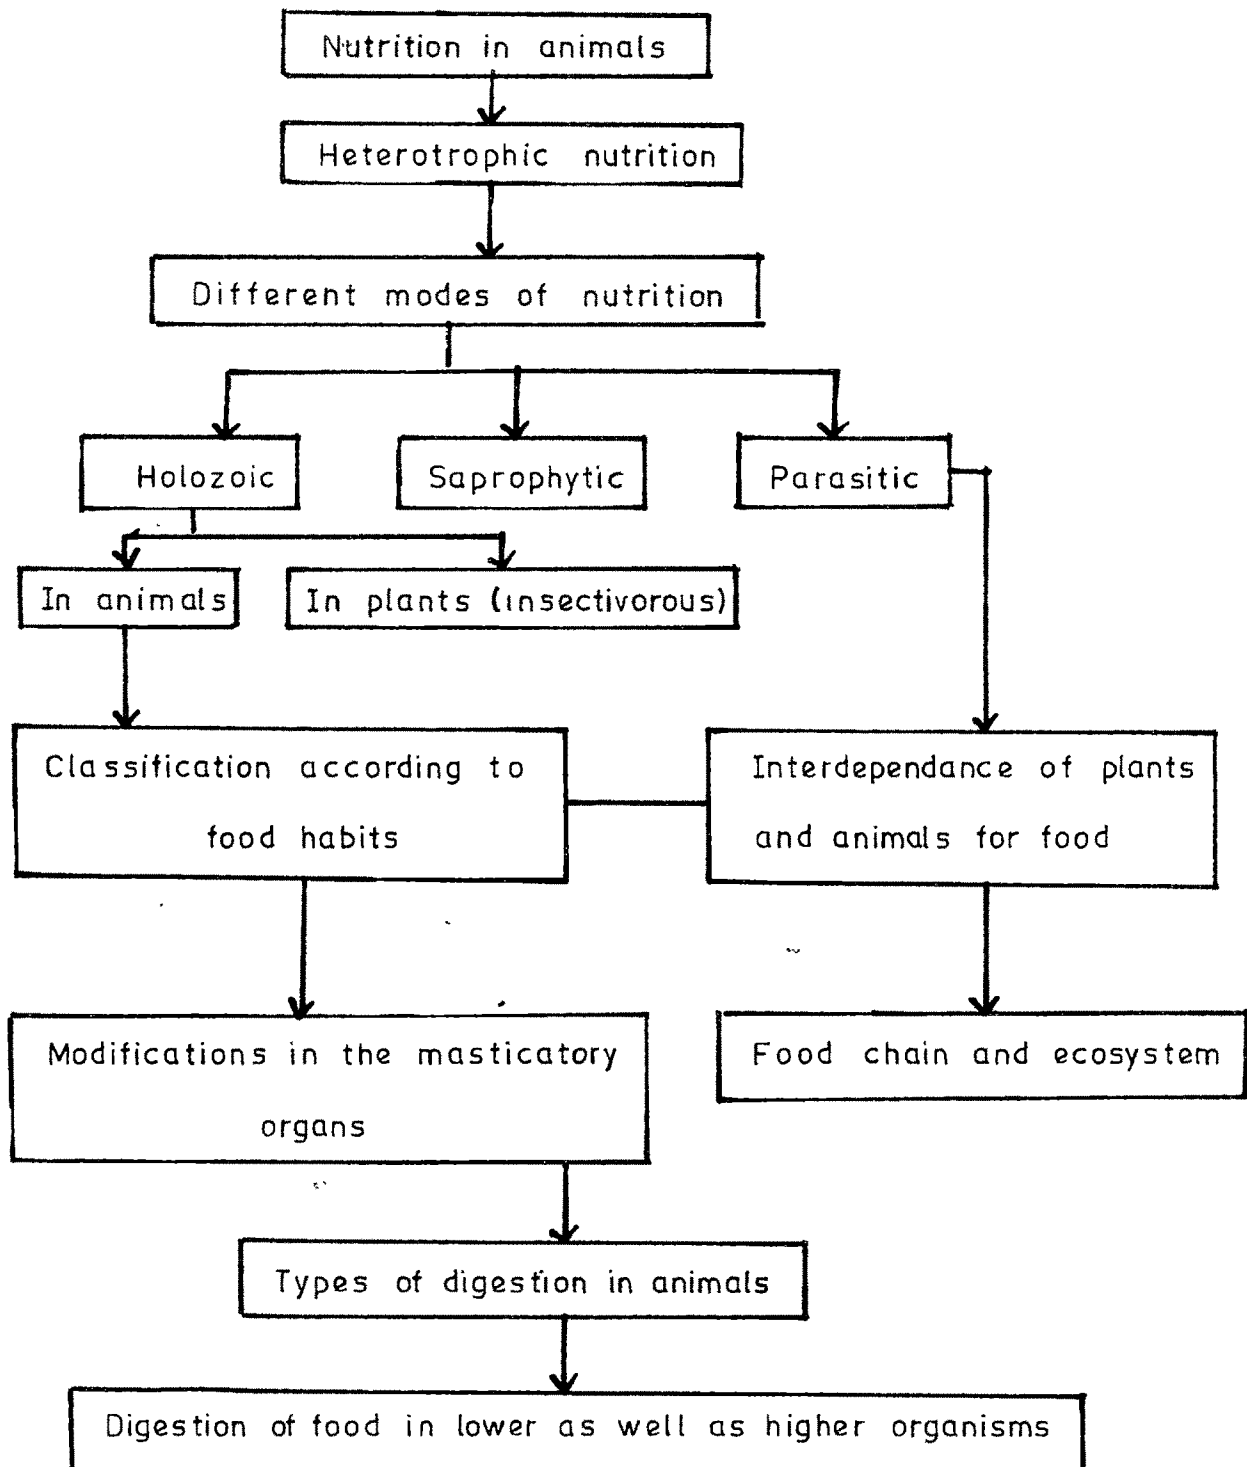 Nutrition in animals
Heterotrophic nutrition
Different modes of nutrition
Holozoic
Saprophytic
Parasitic
In animals
In plants (insectivorous)
Classification according to
food habits
Interdependance of plants
and animals for food
Modifications in the masticatory
organs
Food chain and ecosystem
Types of digestion in animals
Digestion of food in lower as well as higher organisms